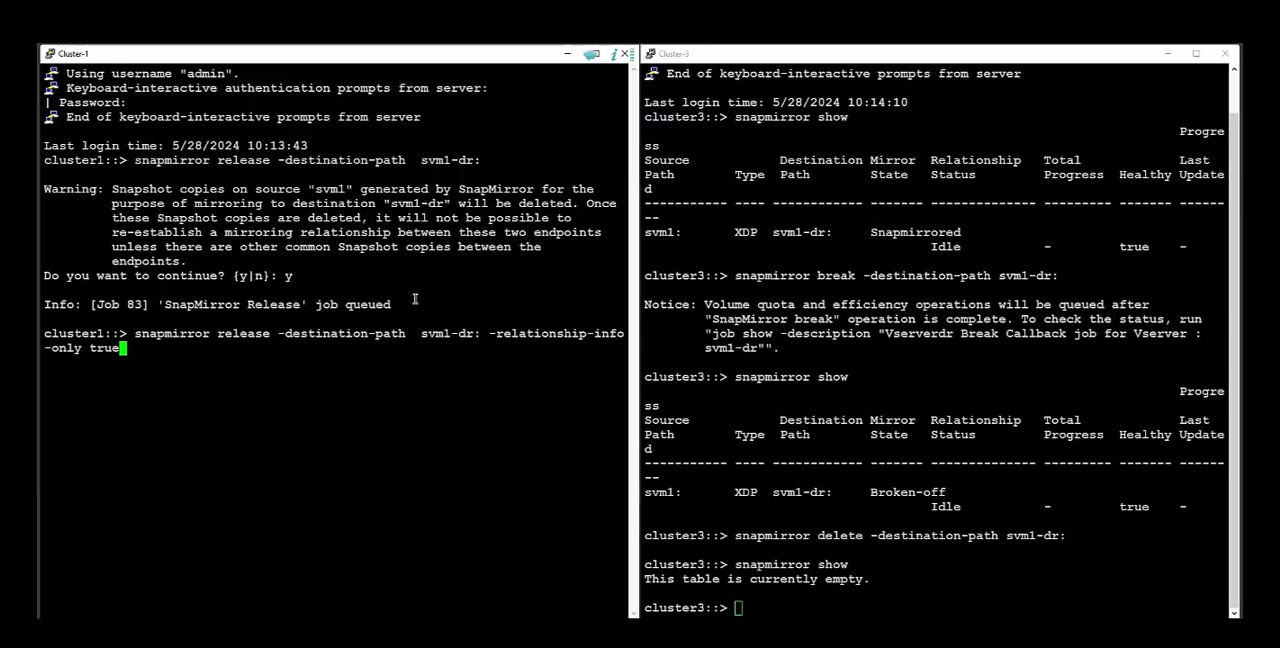 Cluster-1
Using username "admin".
Keyboard-interactive authentication prompts from server:
| Password:
End of keyboard-interactive prompts from server
Last login time: 5/28/2024 10:13:43
cluster1::> snapmirror release -destination-path  svm1-dr:
Warning: Snapshot copies on source "svm1" generated by SnapMirror for the
purpose of mirroring to destination "svm1-dr" will be deleted. Once
these Snapshot copies are deleted, it will not be possible to
re-establish a mirroring relationship between these two endpoints
unless there are other common Snapshot copies between the
endpoints.
Do you want to continue? {y|n}: y
Info: [Job 83] 'SnapMirror Release' job queued
cluster1::> snapmirror release -destination-path  svm1-dr: -relationship-info
-only true
Cluster-3
End of keyboard-interactive prompts from server
Last login time: 5/28/2024 10:14:10
cluster3::> snapmirror show
Progre
ss
Source Destination Mirror Relationship Total Last
Path Type Path State Status Progress Healthy Update
d
----------- ---- ------------ ------- -------------- --------- ------- ------
--
svm1: XDP svm1-dr: Snapmirrored
Idle - true -
cluster3::> snapmirror break -destination-path svm1-dr:
Notice: Volume quota and efficiency operations will be queued after
"SnapMirror break" operation is complete. To check the status, run
"job show -description "Vserverdr Break Callback job for Vserver :
svm1-dr"".
cluster3::> snapmirror show
Progre
ss
Source Destination Mirror Relationship Total Last
Path Type Path State Status Progress Healthy Update
d
----------- ---- ------------ ------- -------------- --------- ------- ------
--
svm1: XDP svm1-dr: Broken-off
Idle - true -
cluster3::> snapmirror delete -destination-path svm1-dr:
cluster3::> snapmirror show
This table is currently empty.
cluster3::>